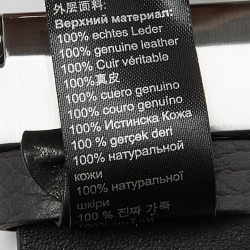 外层面料:
Верхний материал:
100% echtes Leder
100% genuine leather
100% Cuir véritable
100% 裏皮
100% cuero genuino
100% couro genuíno
100% Истинска Кожа
100 % gerçek deri
100% натуральной
кожи
100% натуральної
шкіри
100 % 진짜 가죽